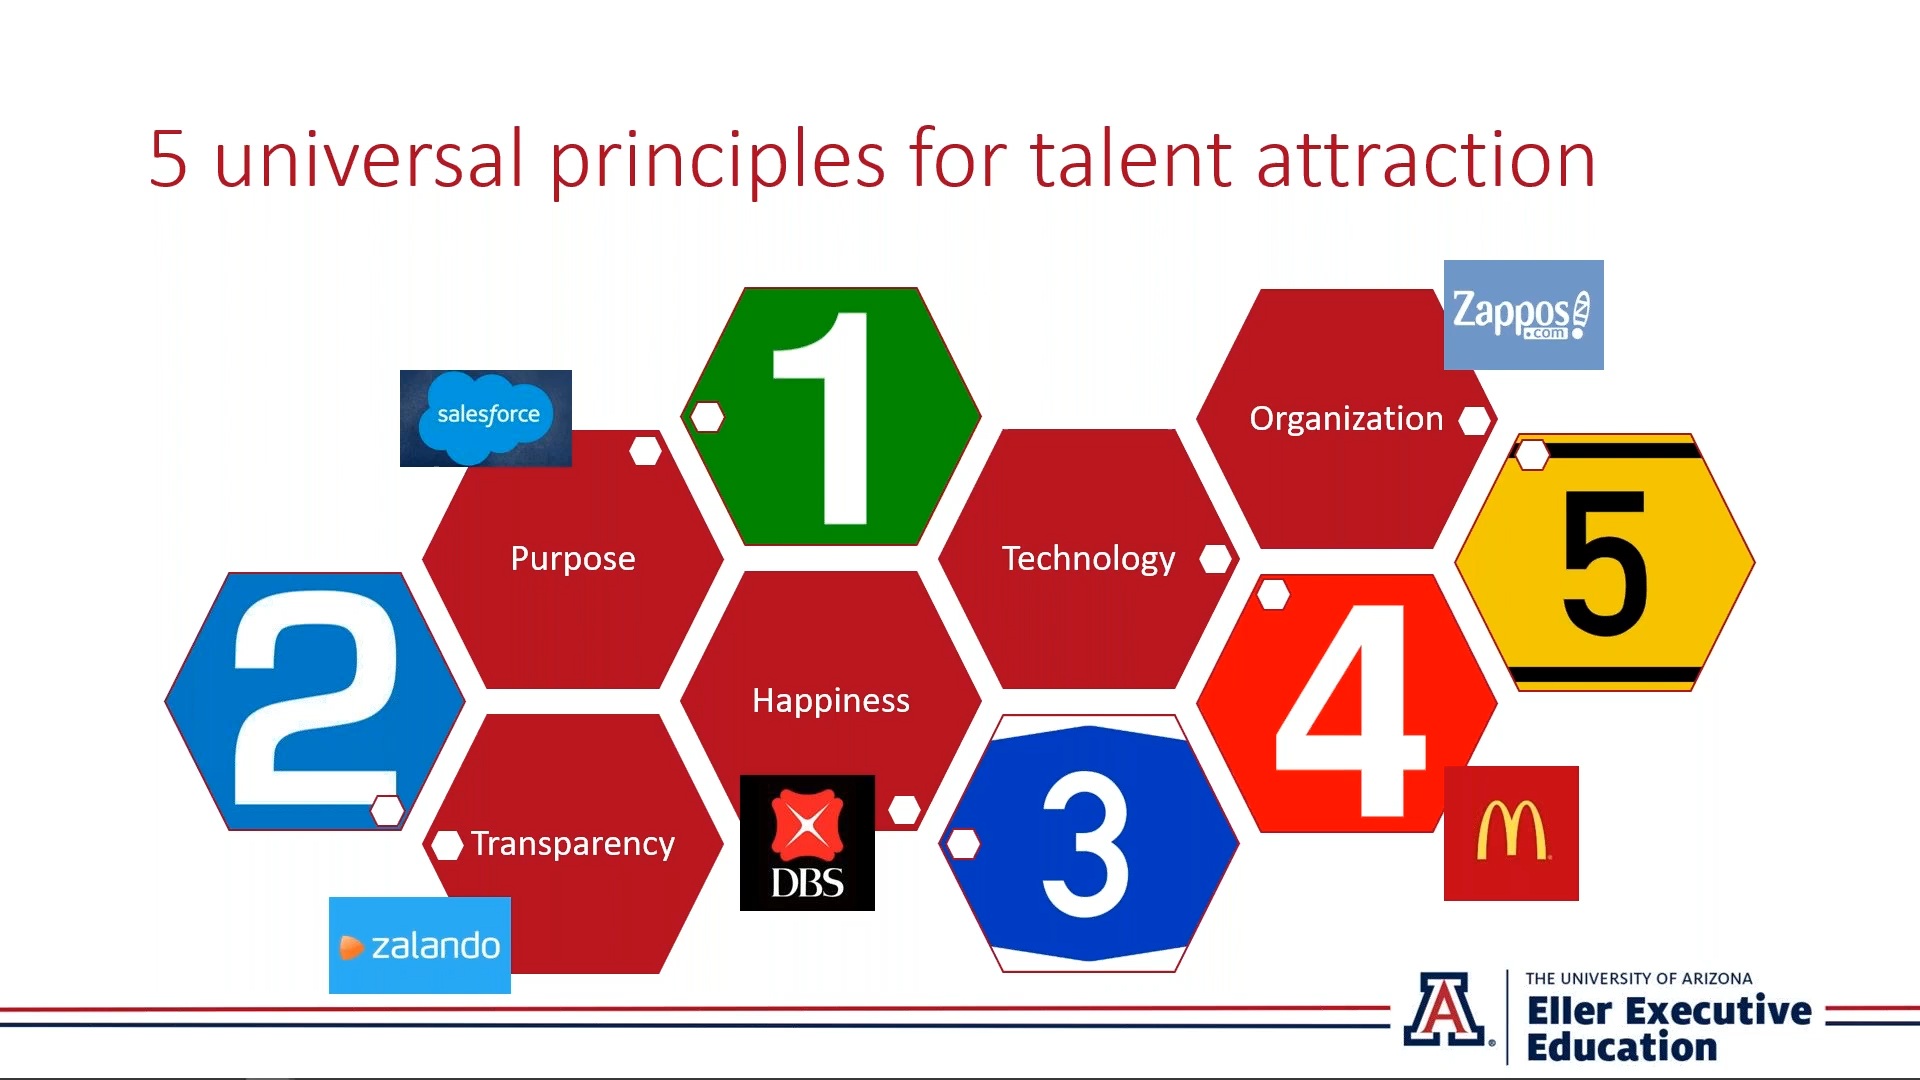 5 universal principles for talent attraction
Zappos!
.com
salesforce
1
Organization
5
Purpose
Technology
2
4
Happiness
3
Transparency
DBS
M
zalando
A
THE UNIVERSITY OF ARIZONA
Eller Executive
Education